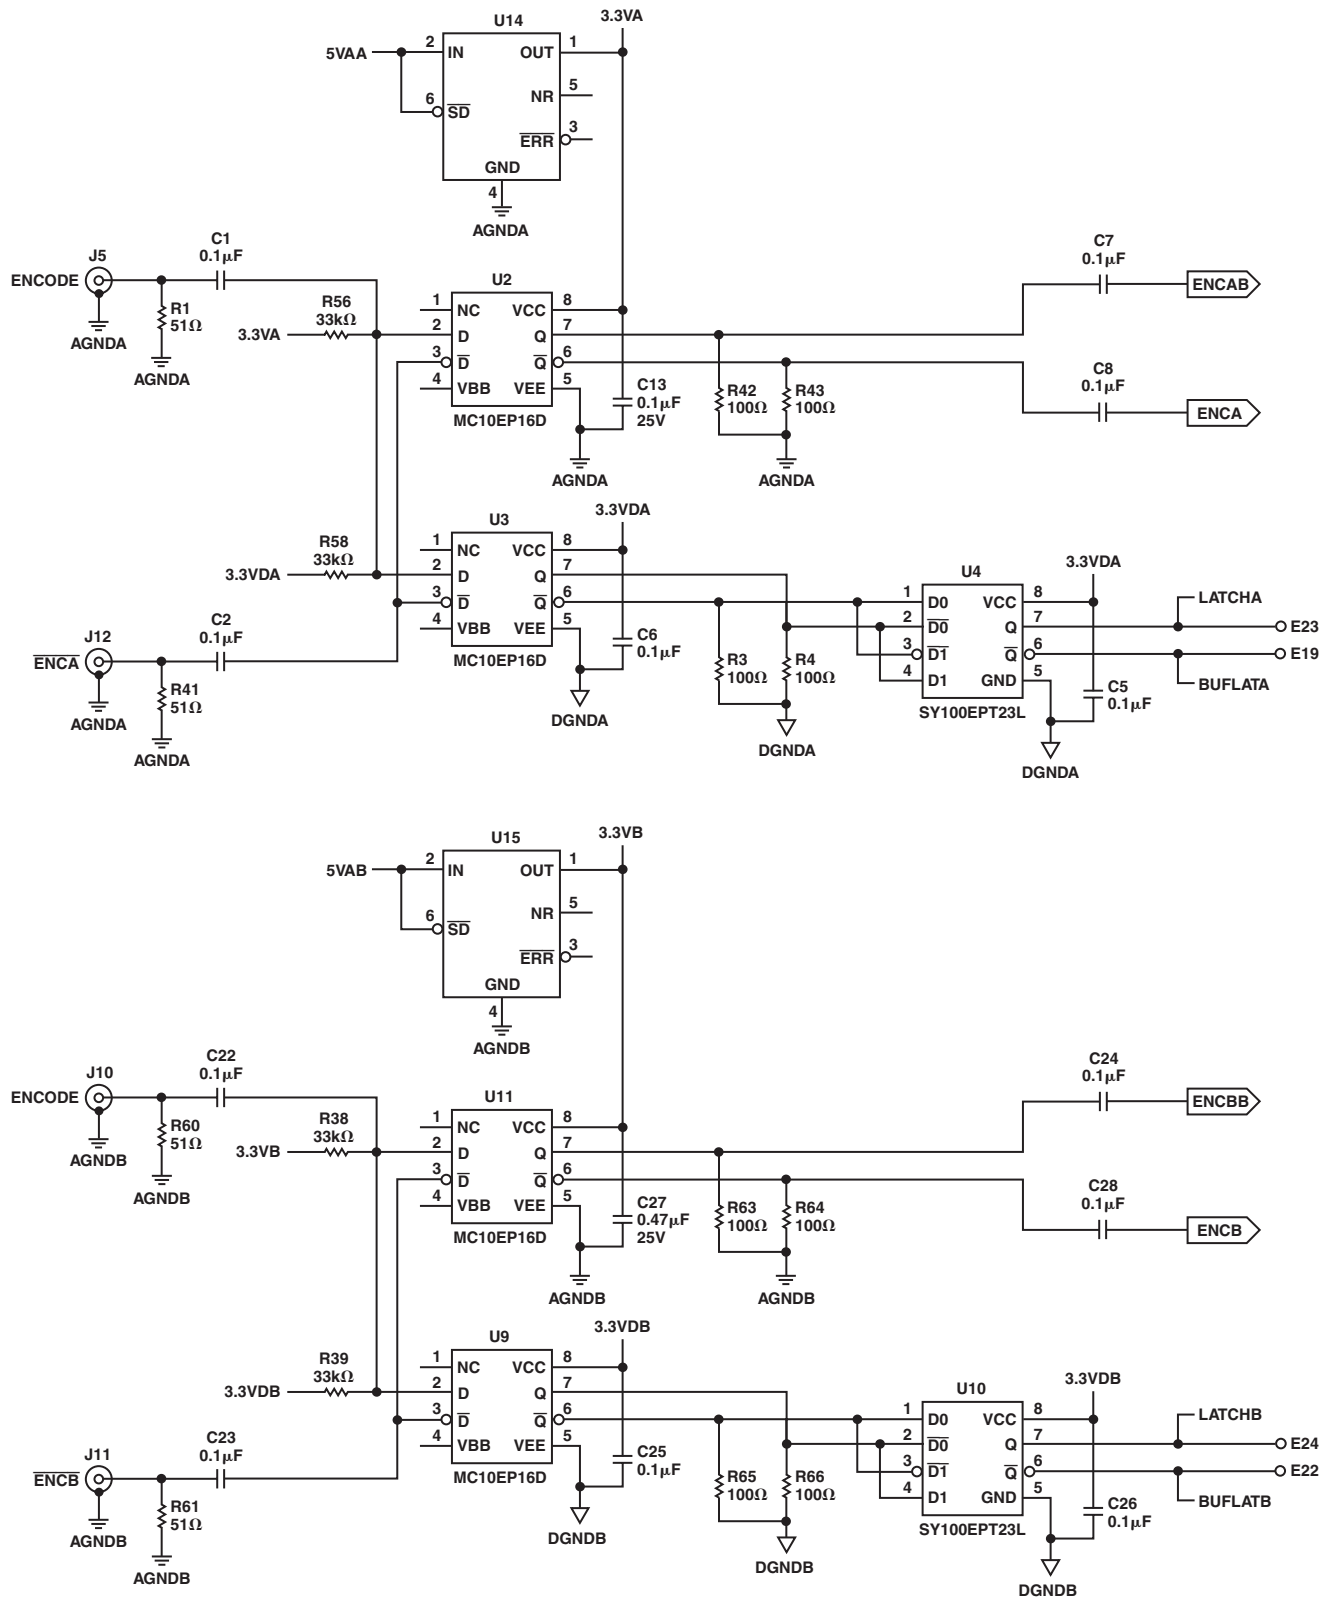 U14
3.3VA
5VAA
2
IN
OUT
1
NR
5
6
SD
ERR
3
GND
4
AGNDA
ENCODE
J5
C1
0.1µF
R1
51Ω
AGNDA
AGNDA
R56
33kΩ
3.3VA
U2
1
NC
VCC
8
2
D
Q
7
3
D
Q
6
4
VBB
VEE
5
MC10EP16D
C13
0.1µF
25V
AGNDA
R42
100Ω
R43
100Ω
AGNDA
C7
0.1µF
ENCAB
C8
0.1µF
ENCA
3.3VDA
R58
33kΩ
3.3VDA
U3
1
NC
VCC
8
2
D
Q
7
3
D
Q
6
4
VBB
VEE
5
MC10EP16D
C6
0.1µF
DGNDA
ENCA
J12
C2
0.1µF
R41
51Ω
AGNDA
AGNDA
R3
100Ω
R4
100Ω
DGNDA
U4
3.3VDA
1
D0
VCC
8
2
D0
Q
7
3
D1
Q
6
4
D1
GND
5
SY100EPT23L
C5
0.1µF
DGNDA
LATCHA
E23
E19
BUFLATA
U15
3.3VB
5VAB
2
IN
OUT
1
NR
5
6
SD
ERR
3
GND
4
AGNDB
ENCODE
J10
C22
0.1µF
R60
51Ω
AGNDB
AGNDB
R38
33kΩ
3.3VB
U11
1
NC
VCC
8
2
D
Q
7
3
D
Q
6
4
VBB
VEE
5
MC10EP16D
C27
0.47µF
25V
AGNDB
R63
100Ω
R64
100Ω
AGNDB
C24
0.1µF
ENCBB
C28
0.1µF
ENCB
3.3VDB
R39
33kΩ
3.3VDB
U9
1
NC
VCC
8
2
D
Q
7
3
D
Q
6
4
VBB
VEE
5
MC10EP16D
C25
0.1µF
DGNDB
ENCB
J11
C23
0.1µF
R61
51Ω
AGNDB
AGNDB
R65
100Ω
R66
100Ω
DGNDB
U10
3.3VDB
1
D0
VCC
8
2
D0
Q
7
3
D1
Q
6
4
D1
GND
5
SY100EPT23L
C26
0.1µF
DGNDB
LATCHB
E24
E22
BUFLATB